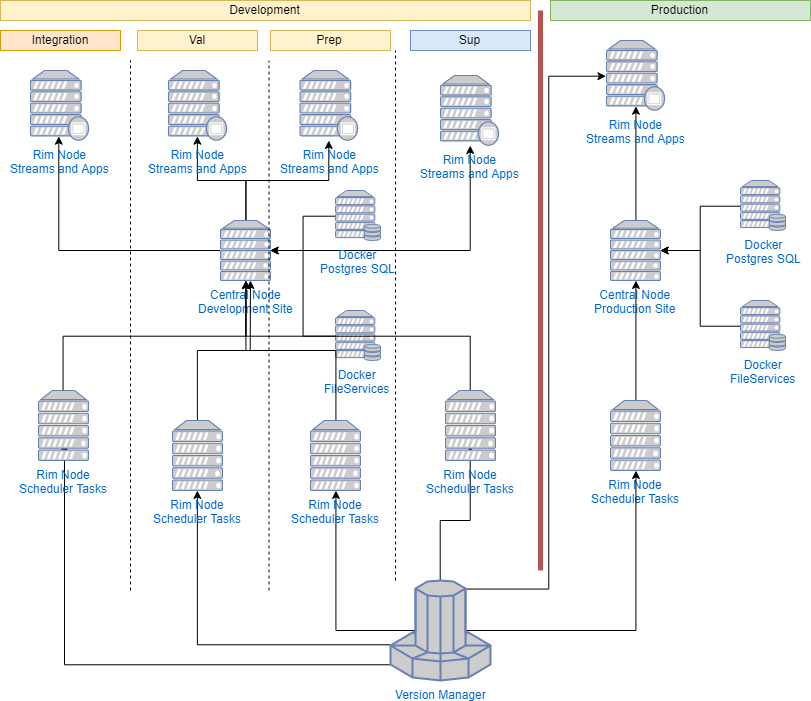 Development
Production
Integration
Val
Prep
Sup
Rim Node
Streams and Apps
Rim Node
Streams and Apps
Rim Node
Streams and Apps
Rim Node
Streams and Apps
Rim Node
Streams and Apps
Docker
Postgres SQL
Docker
Postgres SQL
Central Node
Development Site
Central Node
Production Site
Docker
FileServices
Docker
FileServices
Rim Node
Scheduler Tasks
Rim Node
Scheduler Tasks
Rim Node
Scheduler Tasks
Rim Node
Scheduler Tasks
Rim Node
Scheduler Tasks
Version Manager